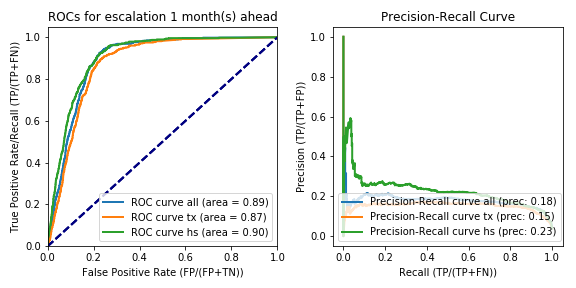 ROCs for escalation 1 month(s) ahead
True Positive Rate/Recall (TP/(TP+FN))
1.0
0.8
0.6
0.4
0.2
0.0
ROC curve all (area = 0.89)
ROC curve tx (area = 0.87)
ROC curve hs (area = 0.90)
0.0 0.2 0.4 0.6 0.8 1.0
False Positive Rate (FP/(FP+TN))
Precision-Recall Curve
Precision (TP/(TP+FP))
1.0
0.8
0.6
0.4
0.2
0.0
Precision-Recall curve all (prec: 0.18)
Precision-Recall curve tx (prec: 0.15)
Precision-Recall curve hs (prec: 0.23)
0.0 0.2 0.4 0.6 0.8 1.0
Recall (TP/(TP+FN))